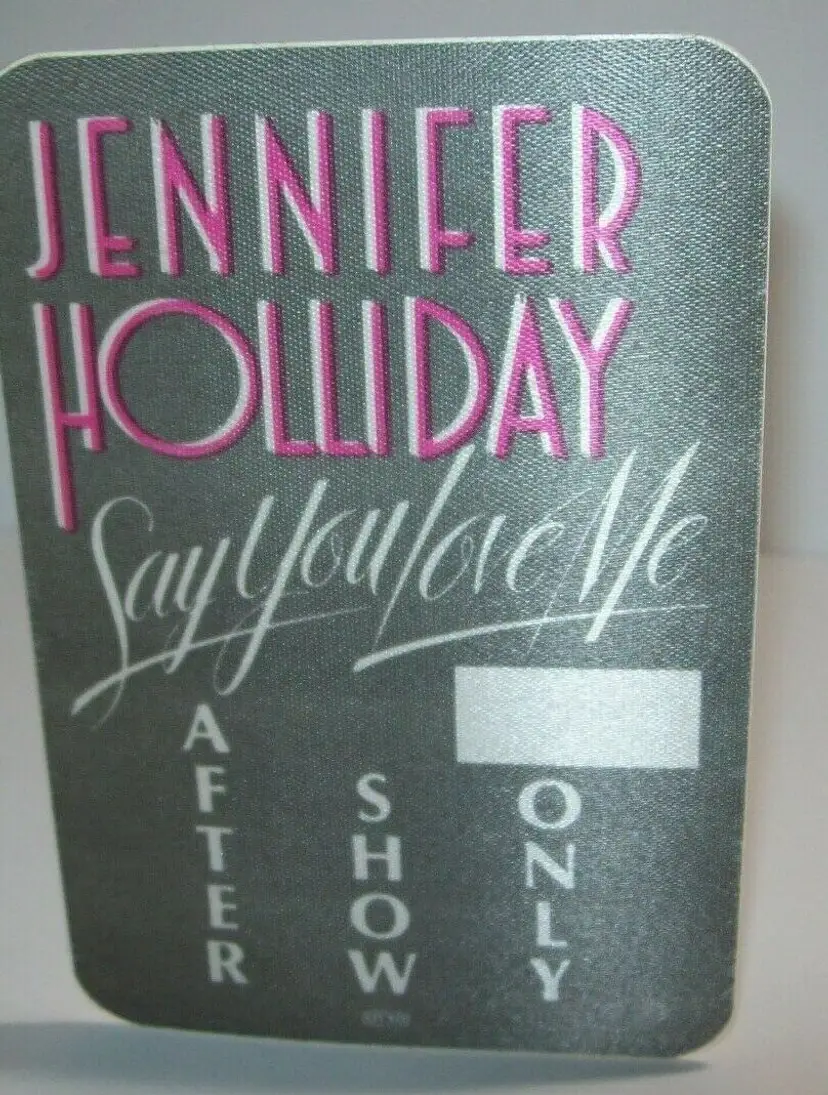 JENNIFER
HOLLIDAY
Say You Love Me
AFTER
SHOW
ONLY